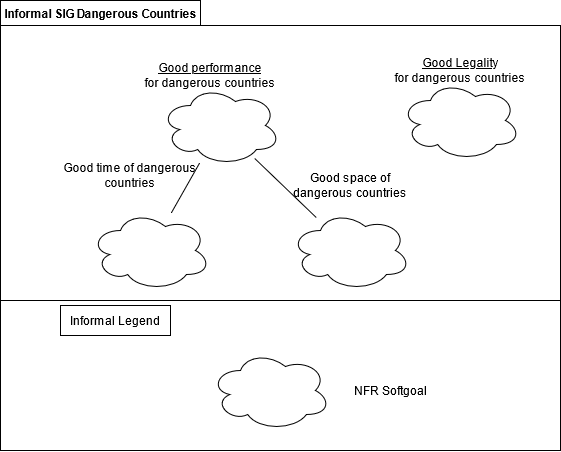 Informal SIG Dangerous Countries
Good performance
for dangerous countries
Good Legality
for dangerous countries
Good time of dangerous
countries
Good space of
dangerous countries
Informal Legend
NFR Softgoal